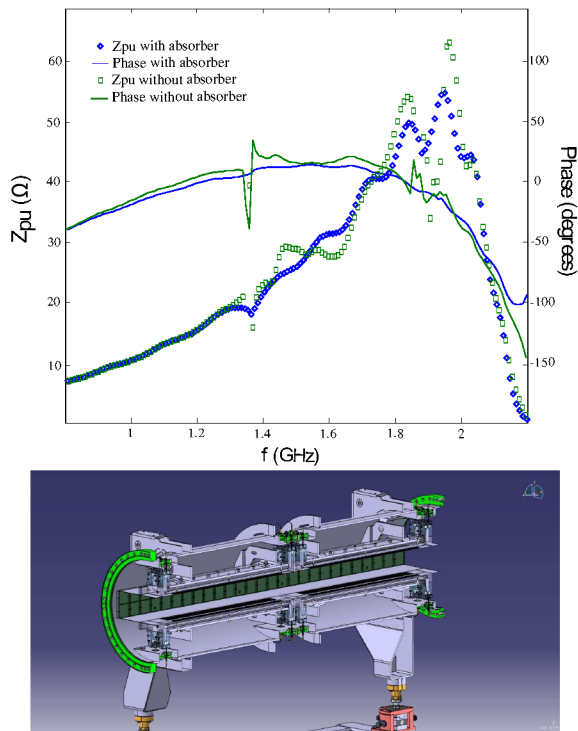 Zpu with absorber
Phase with absorber
Zpu without absorber
Phase without absorber
60
50
40
30
20
10
Zpu (Ω)
100
50
0
-50
-100
-150
Phase (degrees)
1
1.2
1.4
1.6
1.8
2
f (GHz)